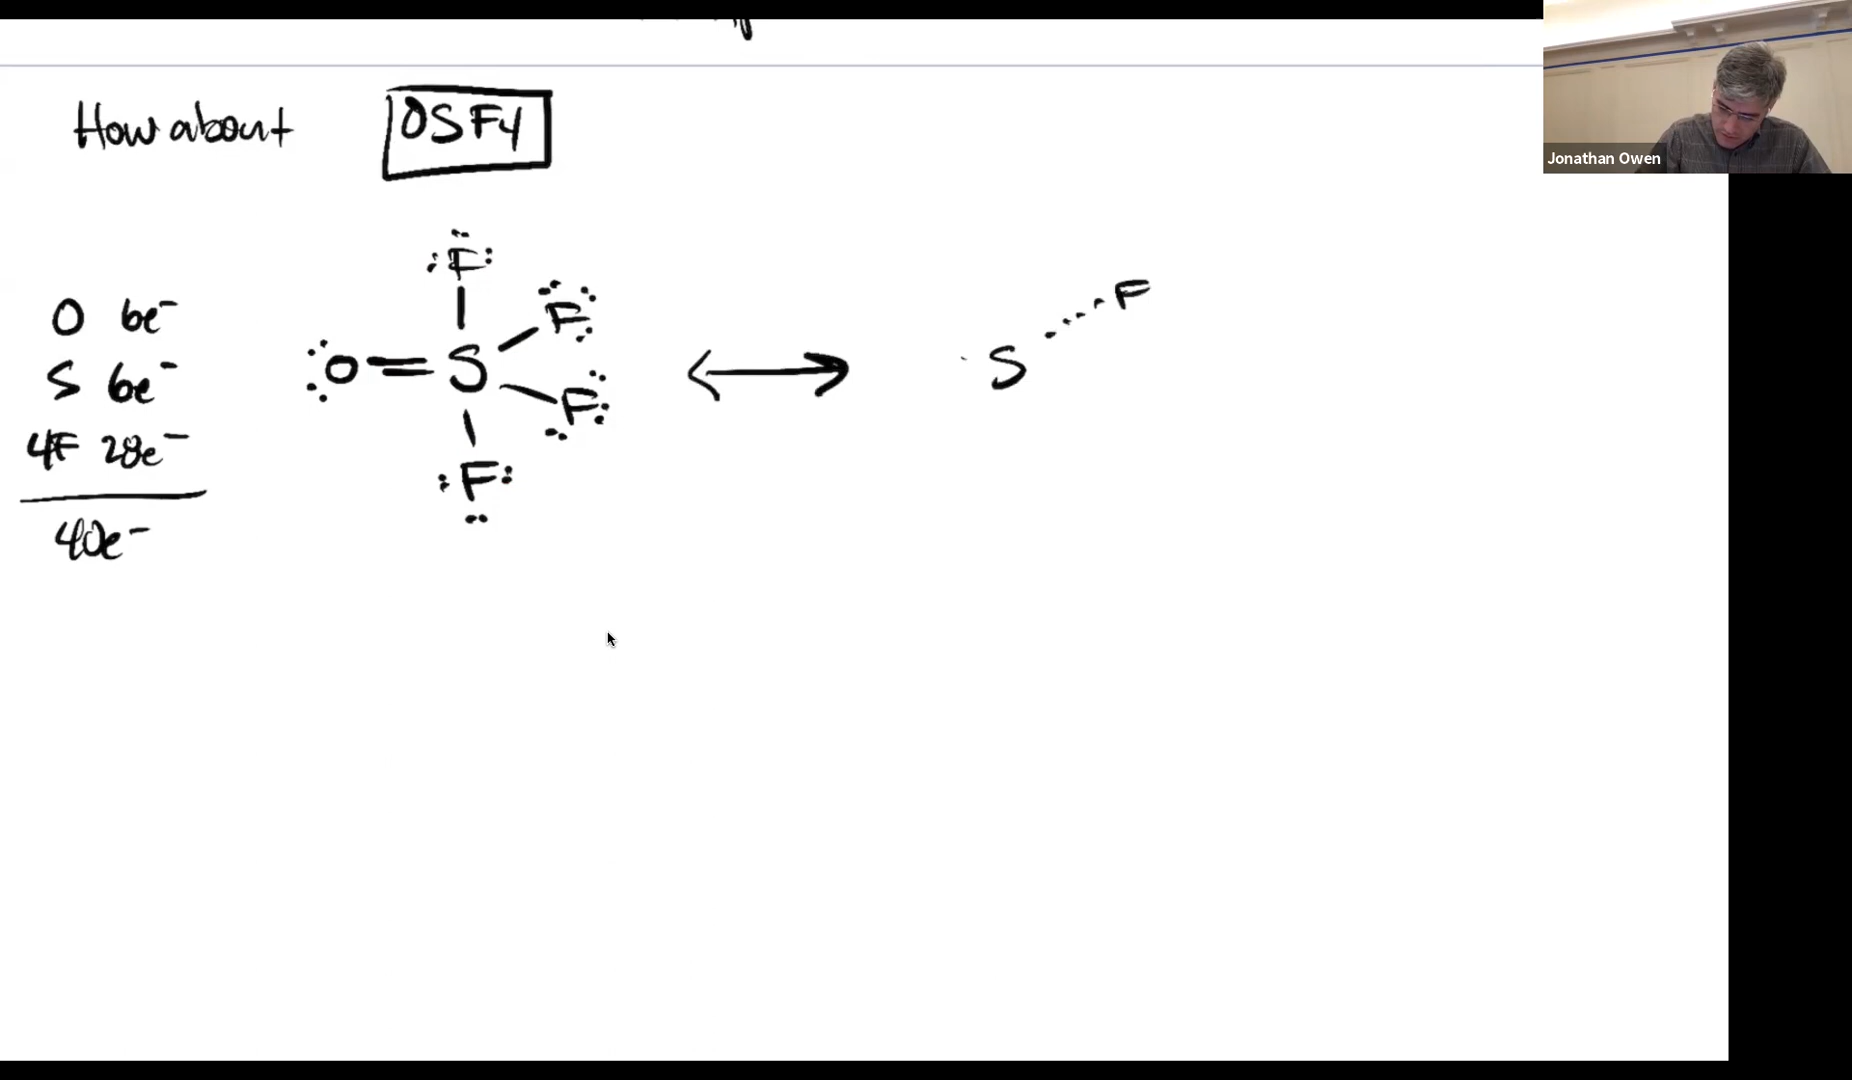 How about OSF4
F
F
F
O=S
F
F
O 6e⁻
S 6e⁻
4F 28e⁻
40e⁻
S F
Jonathan Owen